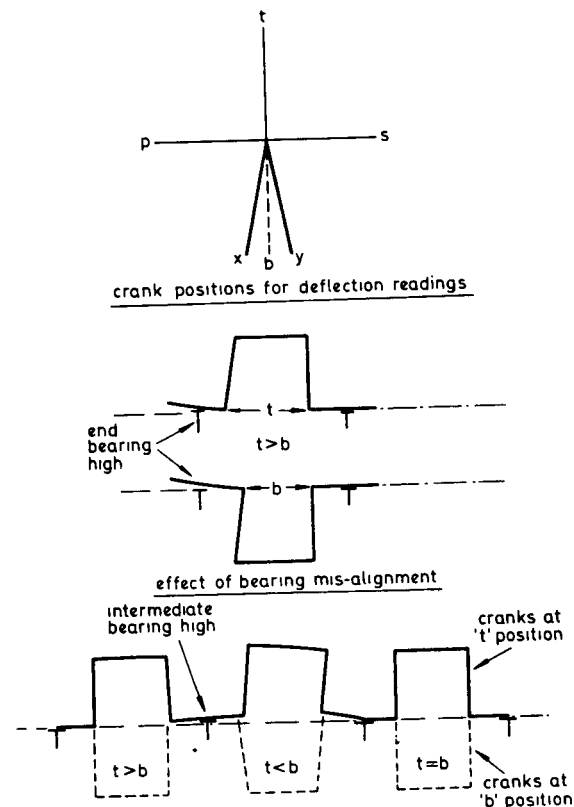 t
p
s
x
b
y
crank positions for deflection readings
t
end
bearing
high
t>b
b
effect of bearing mis-alignment
intermediate
bearing high
cranks at
't' position
t>b
t<b
t=b
cranks at
'b' position